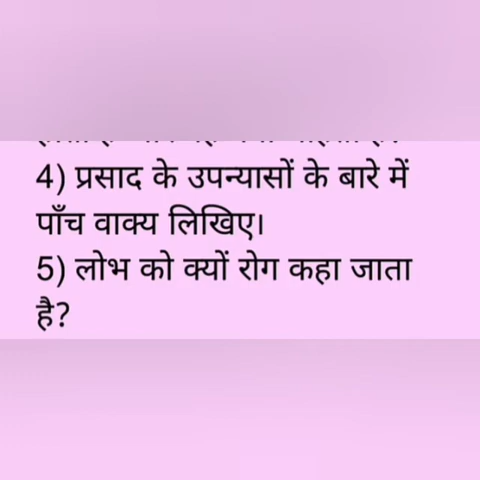 4) प्रसाद के उपन्यासों के बारे में
पाँच वाक्य लिखिए।
5) लोभ को क्यों रोग कहा जाता
है?